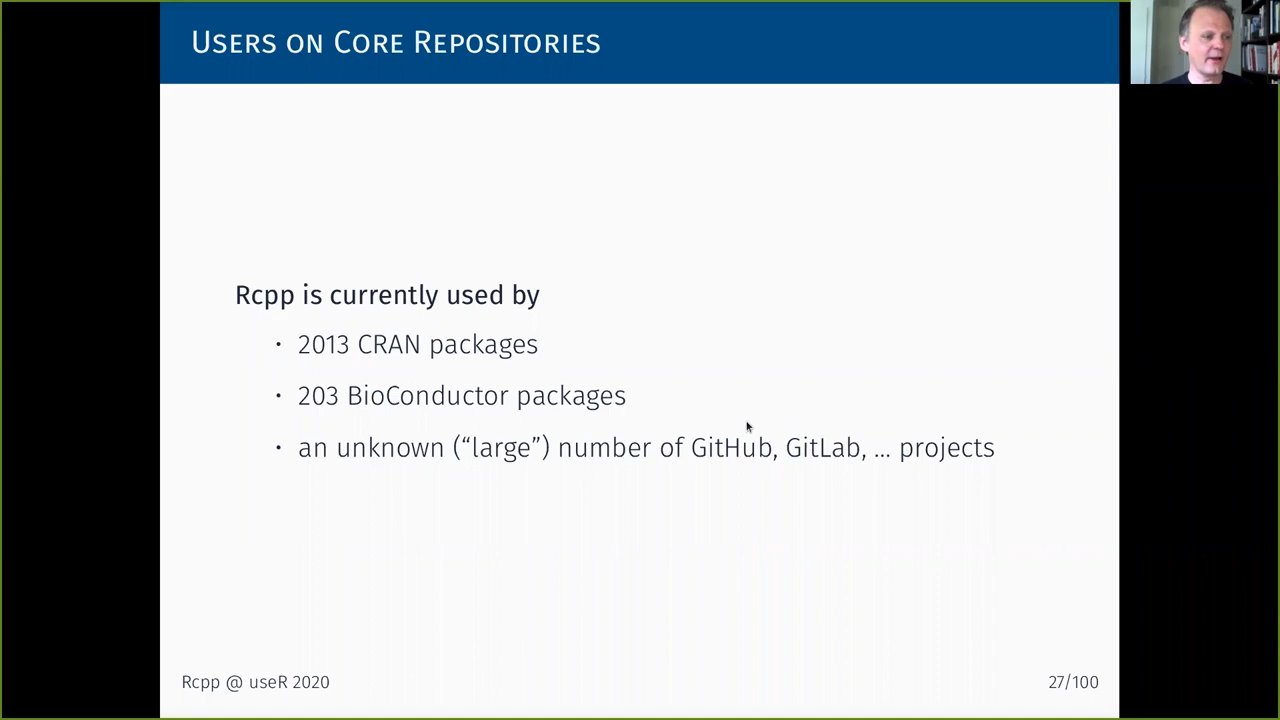 Users on Core Repositories
Rcpp is currently used by
• 2013 CRAN packages
• 203 BioConductor packages
• an unknown (“large”) number of GitHub, GitLab, ... projects
Rcpp @ useR 2020
27/100